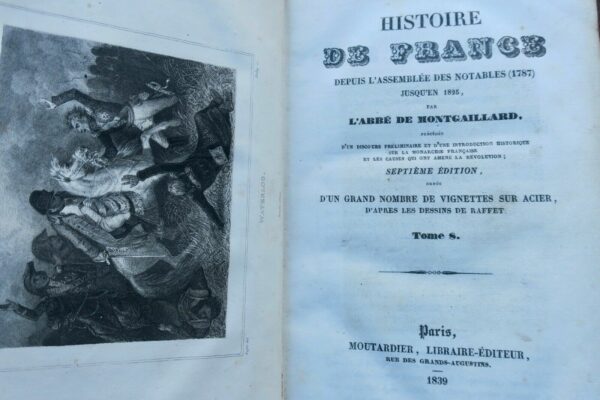 WATERLOO.
HISTOIRE
DE FRANCE
DEPUIS L'ASSEMBLÉE DES NOTABLES (1787)
JUSQU'EN 1825,
PAR
L'ABBÉ DE MONTGAILLARD,
PRÉCÉDÉE
D'UN DISCOURS PRÉLIMINAIRE ET D'UNE INTRODUCTION HISTORIQUE
SUR LA MONARCHIE FRANÇAISE
ET LES CAUSES QUI ONT AMENÉ LA RÉVOLUTION;
SEPTIÈME ÉDITION,
ORNÉE
D'UN GRAND NOMBRE DE VIGNETTES SUR ACIER,
D'APRÈS LES DESSINS DE RAFFET.
Tome 8.
Paris,
MOUTARDIER, LIBRAIRE-ÉDITEUR,
RUE DES GRANDS-AUGUSTINS.
1839